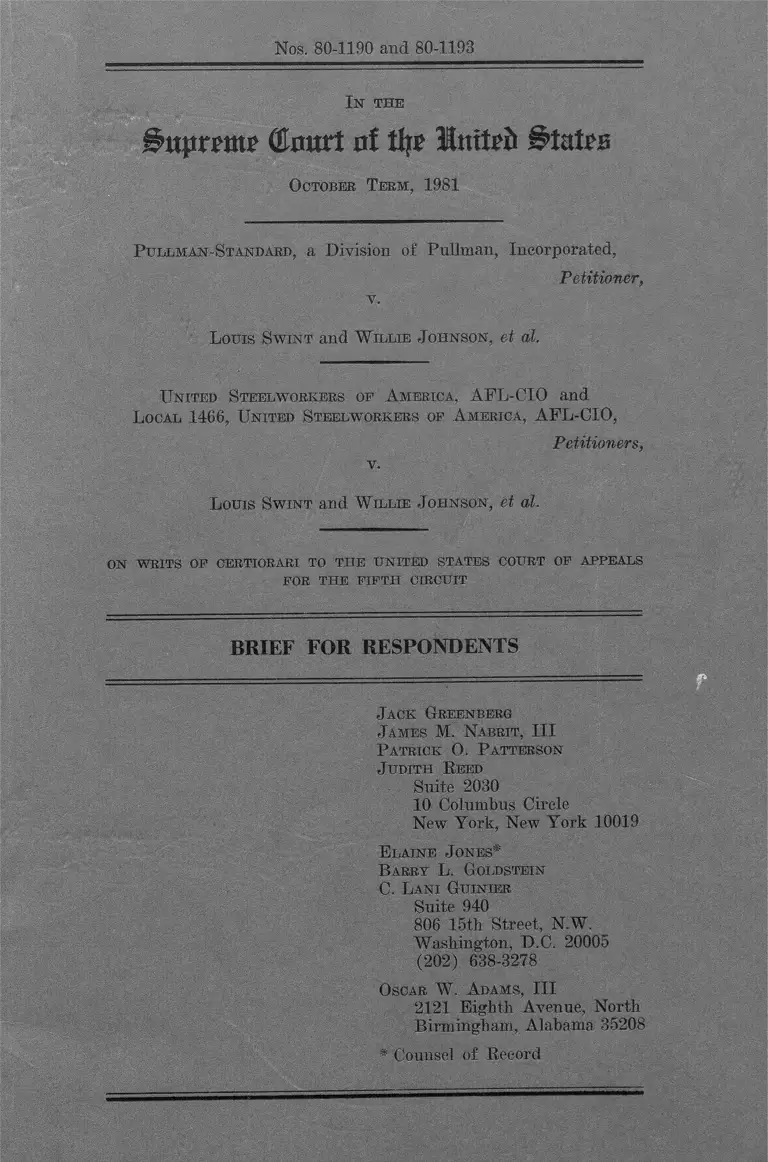 Nos. 80-1190 and 80-1193
IN THE
Supreme Court of the United States
OCTOBER TERM, 1981
PULLMAN-STANDARD, a Division of Pullman, Incorporated,
Petitioner,
v.
LOUIS SWINT and WILLIE JOHNSON, et al.
UNITED STEELWORKERS OF AMERICA, AFL-CIO and
LOCAL 1466, UNITED STEELWORKERS OF AMERICA, AFL-CIO,
Petitioners,
v.
LOUIS SWINT and WILLIE JOHNSON, et al.
ON WRITS OF CERTIORARI TO THE UNITED STATES COURT OF APPEALS
FOR THE FIFTH CIRCUIT
BRIEF FOR RESPONDENTS
JACK GREENBERG
JAMES M. NABRIT, III
PATRICK O. PATTERSON
JUDITH REED
Suite 2030
10 Columbus Circle
New York, New York 10019
ELAINE JONES*
BARRY L. GOLDSTEIN
C. LANI GUINIER
Suite 940
806 15th Street, N.W.
Washington, D.C. 20005
(202) 638-3278
OSCAR W. ADAMS, III
2121 Eighth Avenue, North
Birmingham, Alabama 35208
* Counsel of Record